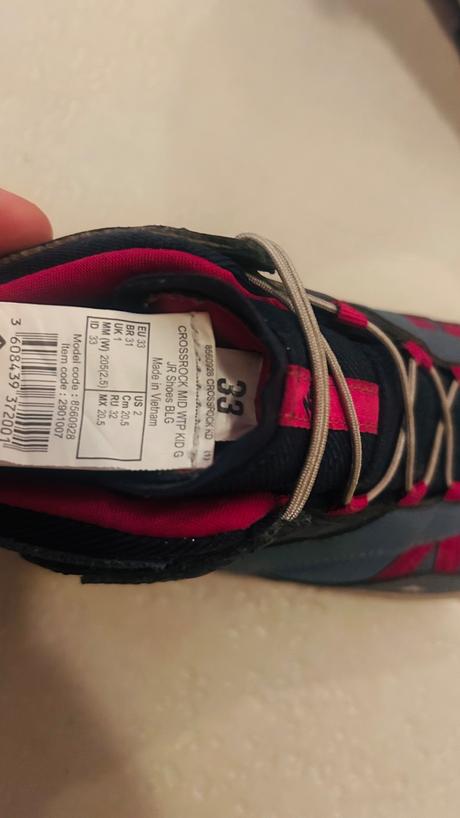 33
8560928 CROSSROCK KD (1)
CROSSROCK MID WTP KID G
JR Shoes BLG
Made in Vietnam
EU 33 US 2
BR 31 Cm 20,5
UK 1 RU 32
MM (W) 205(2.5) MX 20,5
ID 33
Model code : 8560928
Item code : 2901007
3 608439 372001